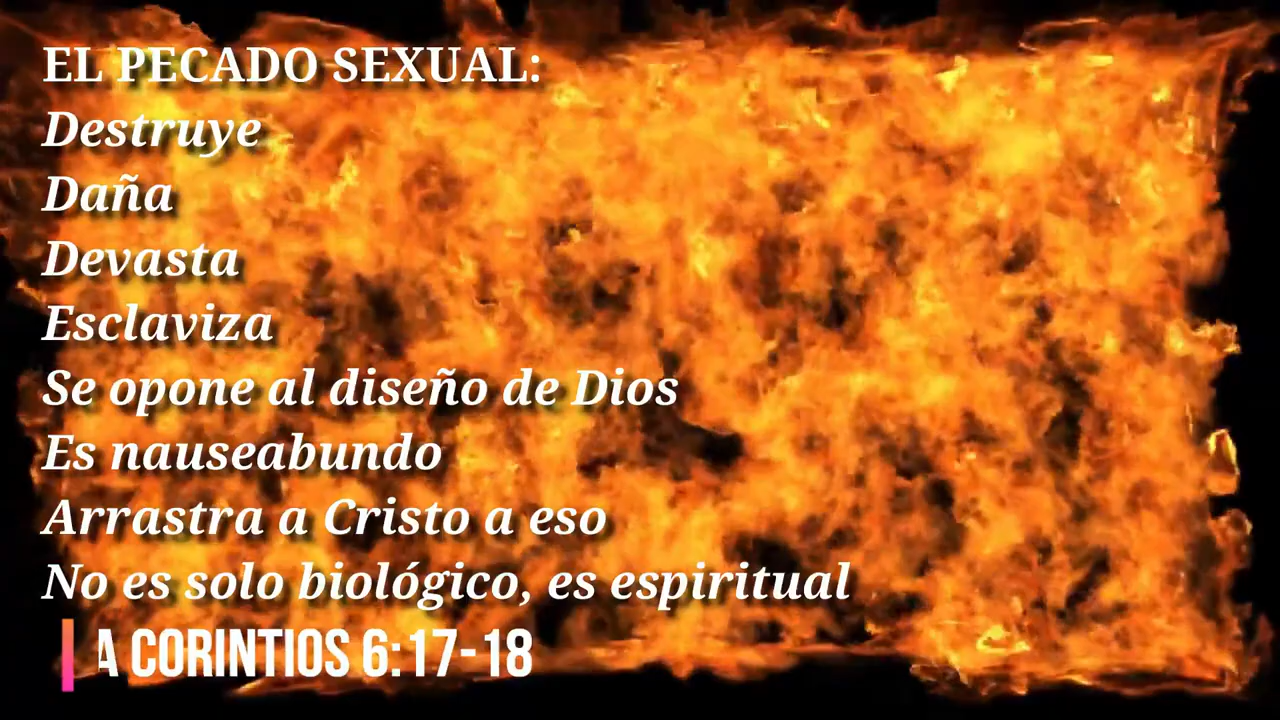 EL PECADO SEXUAL:
Destruye
Daña
Devasta
Esclaviza
Se opone al diseño de Dios
Es nauseabundo
Arrastra a Cristo a eso
No es solo biológico, es espiritual
A CORINTIOS 6:17-18